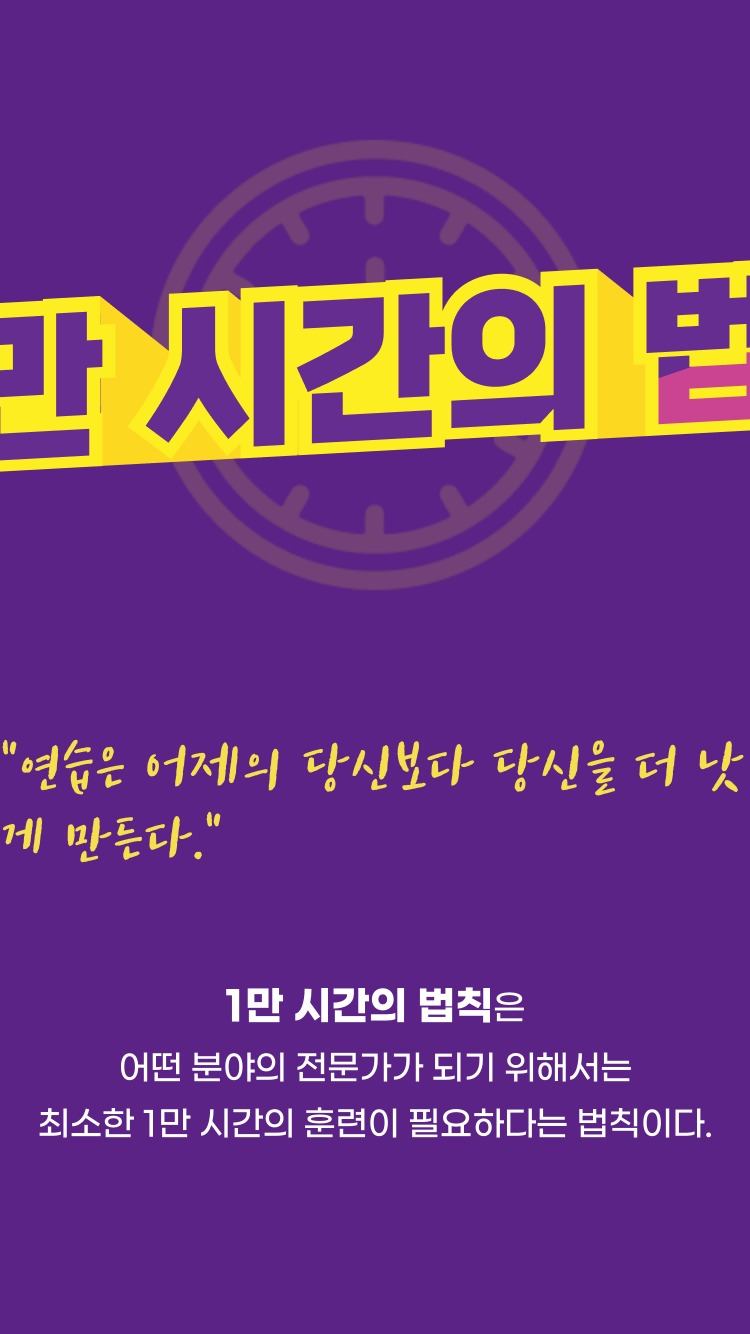 만 시간의 법
"연습은 어제의 당신보다 당신을 더 낫
게 만든다."
1만 시간의 법칙은
어떤 분야의 전문가가 되기 위해서는
최소한 1만 시간의 훈련이 필요하다는 법칙이다.